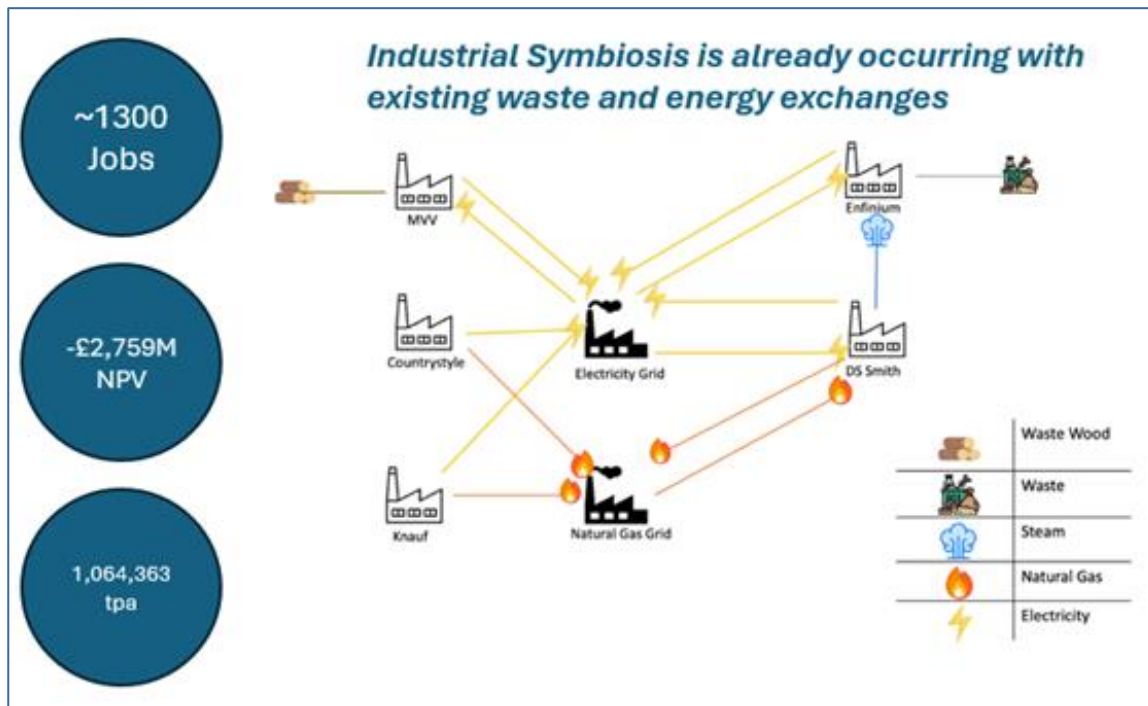 Industrial Symbiosis is already occurring with
existing waste and energy exchanges
~1300
Jobs
-£2,759M
NPV
1,064,363
tpa
MVV
Enfinium
Countrystyle
Electricity Grid
DS Smith
Knauf
Natural Gas Grid
Waste Wood
Waste
Steam
Natural Gas
Electricity